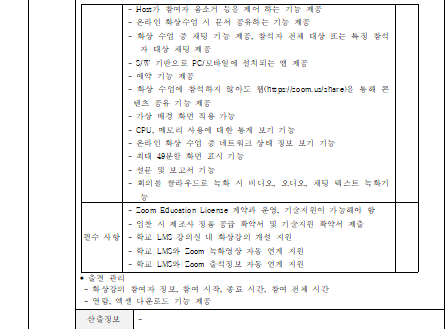 - Host가 참여자 음소거 등을 제어 하는 기능 제공
- 온라인 화상수업 시 문서 공유하는 기능 제공
- 화상 수업 중 채팅 기능 제공, 참석자 전체 대상 또는 특정 참석
자 대상 채팅 제공
- S/W 기반으로 PC/모바일에 설치되는 앱 제공
- 예약 기능 제공
- 화상 수업에 참석하지 않아도 웹(https://zoom.us/share)을 통해 콘
텐츠 공유 기능 제공
- 가상 배경 화면 적용 가능
- CPU, 메모리 사용에 대한 통계 보기 기능
- 온라인 화상 수업 중 네트워크 상태 정보 보기 기능
- 최대 49분할 화면 표시 기능
- 설문 및 보고서 기능
- 회의를 클라우드로 녹화 시 비디오, 오디오, 채팅 텍스트 녹화기
능
- Zoom Education License 계약과 운영, 기술지원이 가능해야 함
- 입찰 시 제조사 정품 공급 확약서 및 기술지원 확약서 제출
필수 사항 - 학교 LMS 강의실 내 화상강의 개설 지원
- 학교 LMS와 Zoom 녹화영상 자동 연계 지원
- 학교 LMS와 Zoom 출석정보 자동 연계 지원
• 출결 관리
- 화상강의 참여자 정보, 참여 시작, 종료 시간, 참여 전체 시간
- 열람, 엑셀 다운로드 기능 제공
산출정보 -